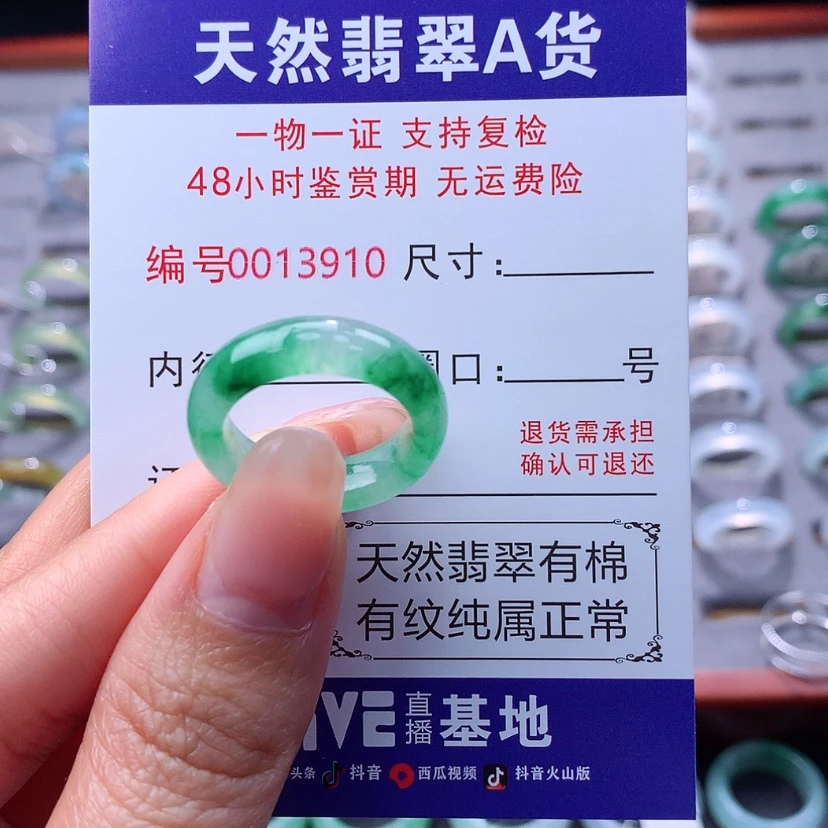 天然翡翠A货
一物一证 支持复检
48小时鉴赏期 无运费险
编号0013910 尺寸:
内 圈口: 号
退货需承担
确认可退还
天然翡翠有棉
有纹纯属正常
IVE 直播 基地
头条 抖音 西瓜视频 抖音火山版